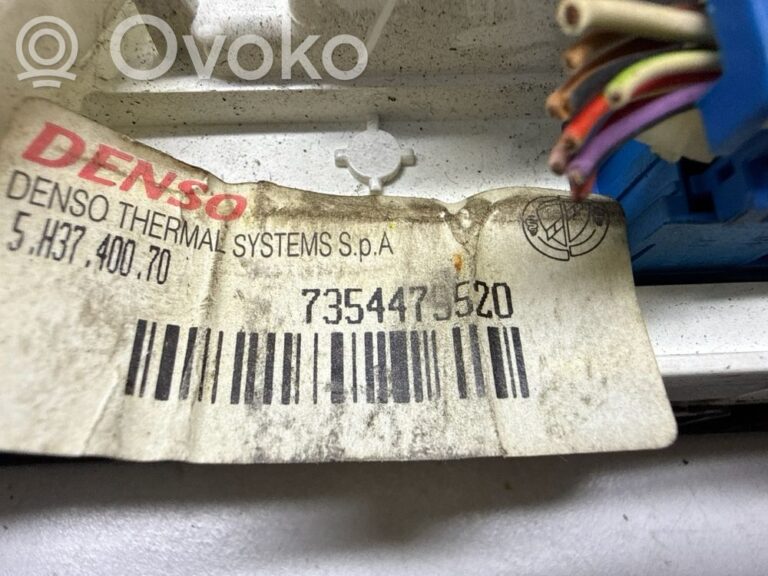 Ovoko
DENSO
DENSO THERMAL SYSTEMS S.p.A
5.H37.400.70
7354479520